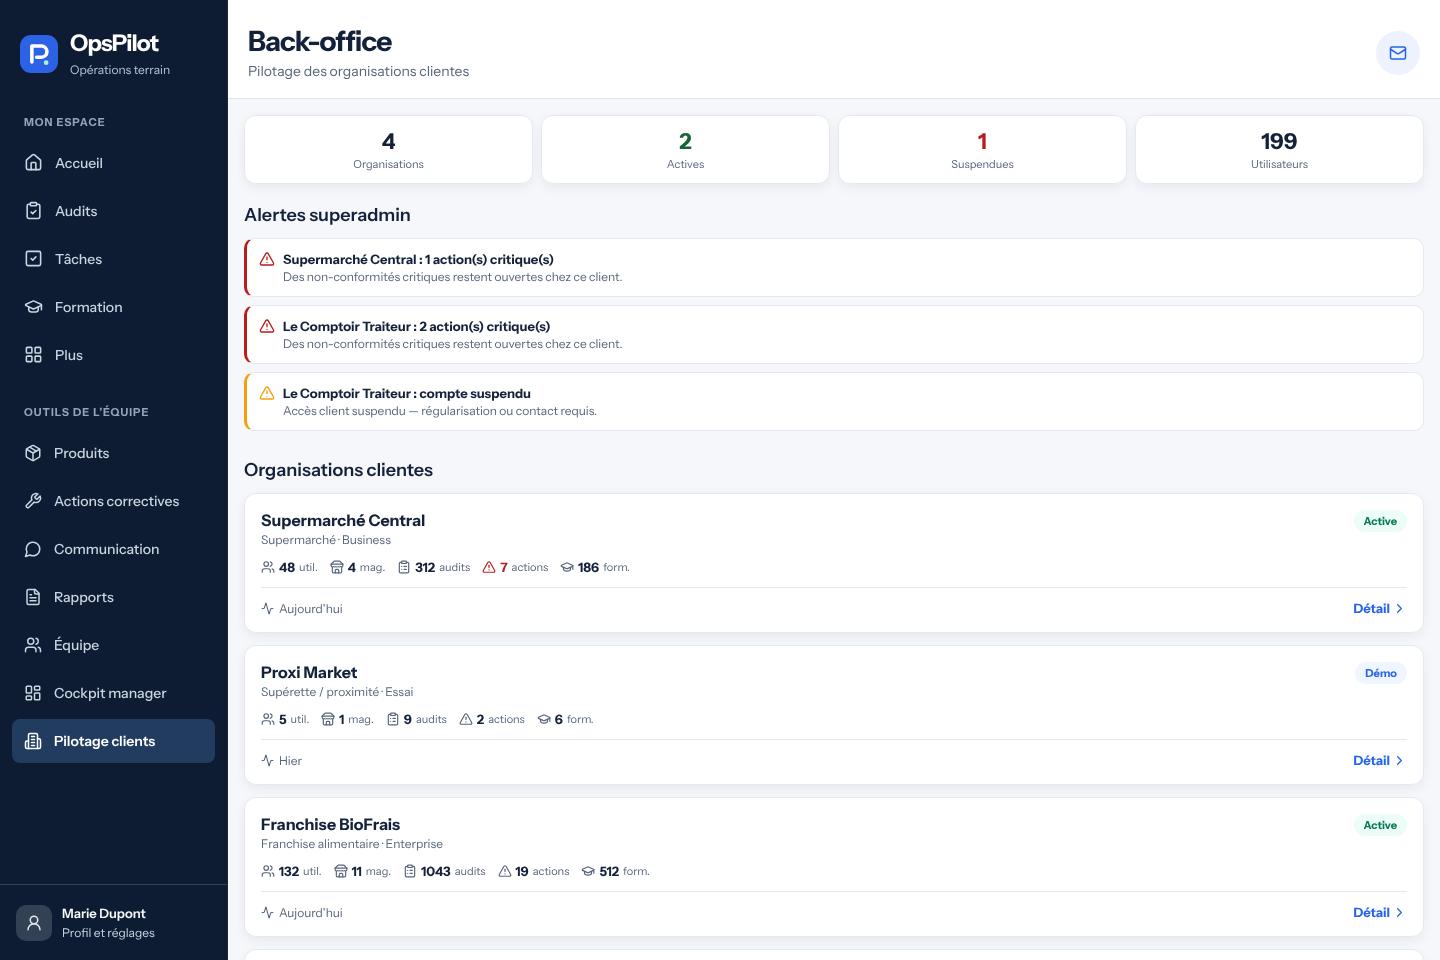 OpsPilot
Opérations terrain
MON ESPACE
Accueil
Audits
Tâches
Formation
Plus
OUTILS DE L'ÉQUIPE
Produits
Actions correctives
Communication
Rapports
Équipe
Cockpit manager
Pilotage clients
Marie Dupont
Profil et réglages
Back-office
Pilotage des organisations clientes
4
Organisations
2
Actives
1
Suspendues
199
Utilisateurs
Alertes superadmin
Supermarché Central : 1 action(s) critique(s)
Des non-conformités critiques restent ouvertes chez ce client.
Le Comptoir Traiteur : 2 action(s) critique(s)
Des non-conformités critiques restent ouvertes chez ce client.
Le Comptoir Traiteur : compte suspendu
Accès client suspendu — régularisation ou contact requis.
Organisations clientes
Supermarché Central
Active
Supermarché · Business
48 util. 4 mag. 312 audits 7 actions 186 form.
Aujourd'hui
Détail
Proxi Market
Démo
Supérette / proximité · Essai
5 util. 1 mag. 9 audits 2 actions 6 form.
Hier
Détail
Franchise BioFrais
Active
Franchise alimentaire · Enterprise
132 util. 11 mag. 1043 audits 19 actions 512 form.
Aujourd'hui
Détail